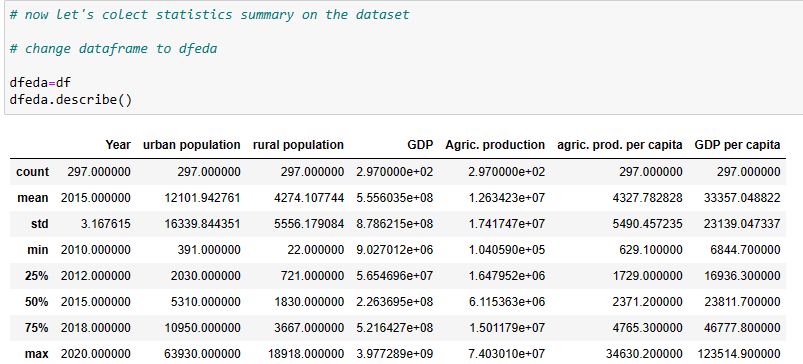 # now let's colect statistics summary on the dataset
# change dataframe to dfeda
dfeda=df
dfeda.describe()
Year urban population rural population GDP Agric. production agric. prod. per capita GDP per capita
count 297.000000 297.000000 297.000000 2.970000e+02 2.970000e+02 297.000000 297.000000
mean 2015.000000 12101.942761 4274.107744 5.556035e+08 1.263423e+07 4327.782828 33357.048822
std 3.167615 16339.844351 5556.179084 8.786215e+08 1.741747e+07 5490.457235 23139.047337
min 2010.000000 391.000000 22.000000 9.027012e+06 1.040590e+05 629.100000 6844.700000
25% 2012.000000 2030.000000 721.000000 5.654696e+07 1.647952e+06 1729.000000 16936.300000
50% 2015.000000 5310.000000 1830.000000 2.263695e+08 6.115363e+06 2371.200000 23811.700000
75% 2018.000000 10950.000000 3667.000000 5.216427e+08 1.501179e+07 4765.300000 46777.800000
max 2020.000000 63930.000000 18918.000000 3.977289e+09 7.403010e+07 34630.200000 123514.900000